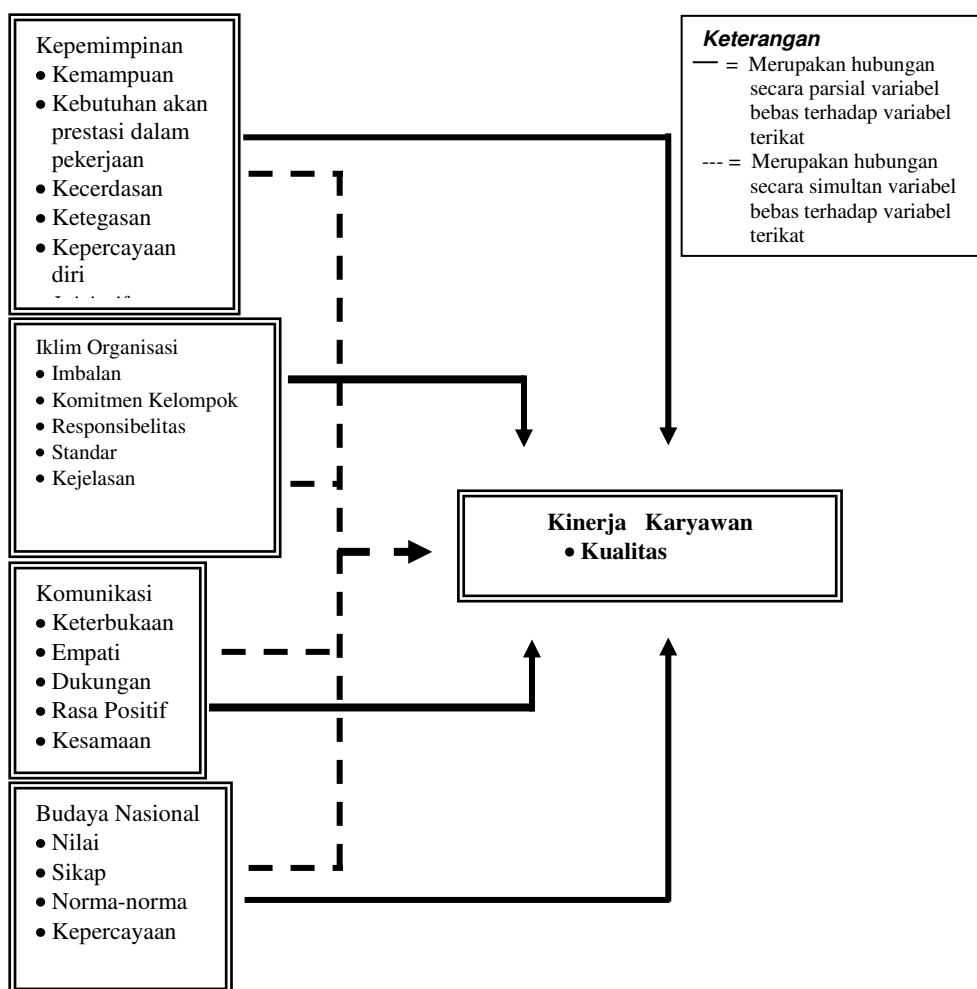 Kepemimpinan
• Kemampuan
• Kebutuhan akan
prestasi dalam
pekerjaan
• Kecerdasan
• Ketegasan
• Kepercayaan
diri
Iklim Organisasi
• Imbalan
• Komitmen Kelompok
• Responsibelitas
• Standar
• Kejelasan
Komunikasi
• Keterbukaan
• Empati
• Dukungan
• Rasa Positif
• Kesamaan
Budaya Nasional
• Nilai
• Sikap
• Norma-norma
• Kepercayaan
Kinerja Karyawan
• Kualitas
Keterangan
— = Merupakan hubungan
secara parsial variabel
bebas terhadap variabel
terikat
--- = Merupakan hubungan
secara simultan variabel
bebas terhadap variabel
terikat